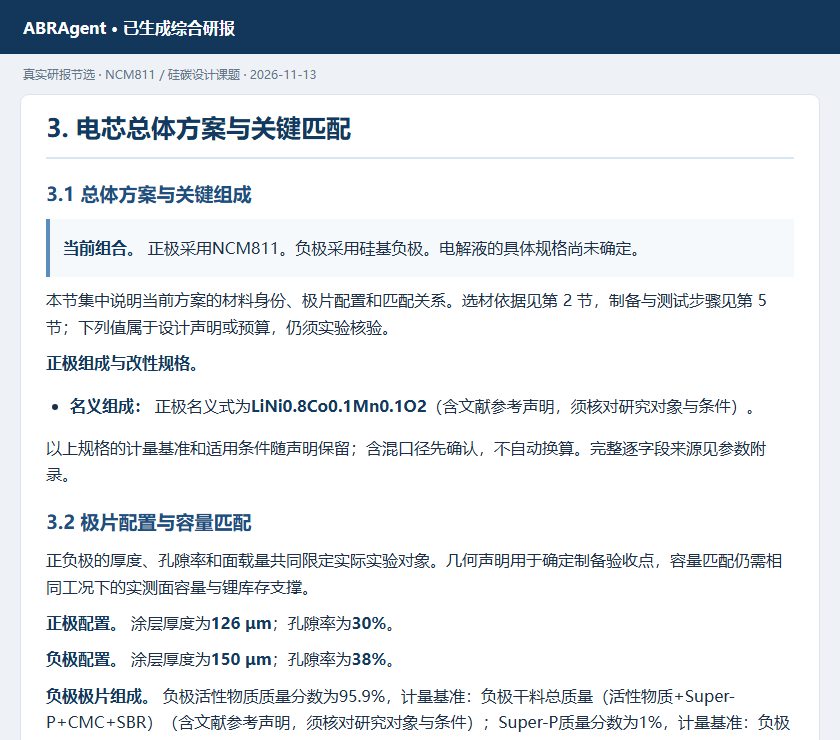 ABRAgent • 已生成综合研报
真实研报节选 · NCM811 / 硅碳设计课题 · 2026-11-13
3. 电芯总体方案与关键匹配
3.1 总体方案与关键组成
当前组合。 正极采用NCM811。负极采用硅基负极。电解液的具体规格尚未确定。
本节集中说明当前方案的材料身份、极片配置和匹配关系。选材依据见第 2 节，制备与测试步骤见第 5
节；下列值属于设计声明或预算，仍须实验核验。
正极组成与改性规格。
• 名义组成： 正极名义式为LiNi0.8Co0.1Mn0.1O2（含文献参考声明，须核对研究对象与条件）。
以上规格的计量基准和适用条件随声明保留；含混口径先确认，不自动换算。完整逐字段来源见参数附
录。
3.2 极片配置与容量匹配
正负极的厚度、孔隙率和面载量共同限定实际实验对象。几何声明用于确定制备验收点，容量匹配仍需相
同工况下的实测面容量与锂库存支撑。
正极配置。 涂层厚度为126 μm；孔隙率为30%。
负极配置。 涂层厚度为150 μm；孔隙率为38%。
负极极片组成。 负极活性物质质量分数为95.9%，计量基准：负极干料总质量（活性物质+Super-
P+CMC+SBR）（含文献参考声明，须核对研究对象与条件）；Super-P质量分数为1%，计量基准：负极